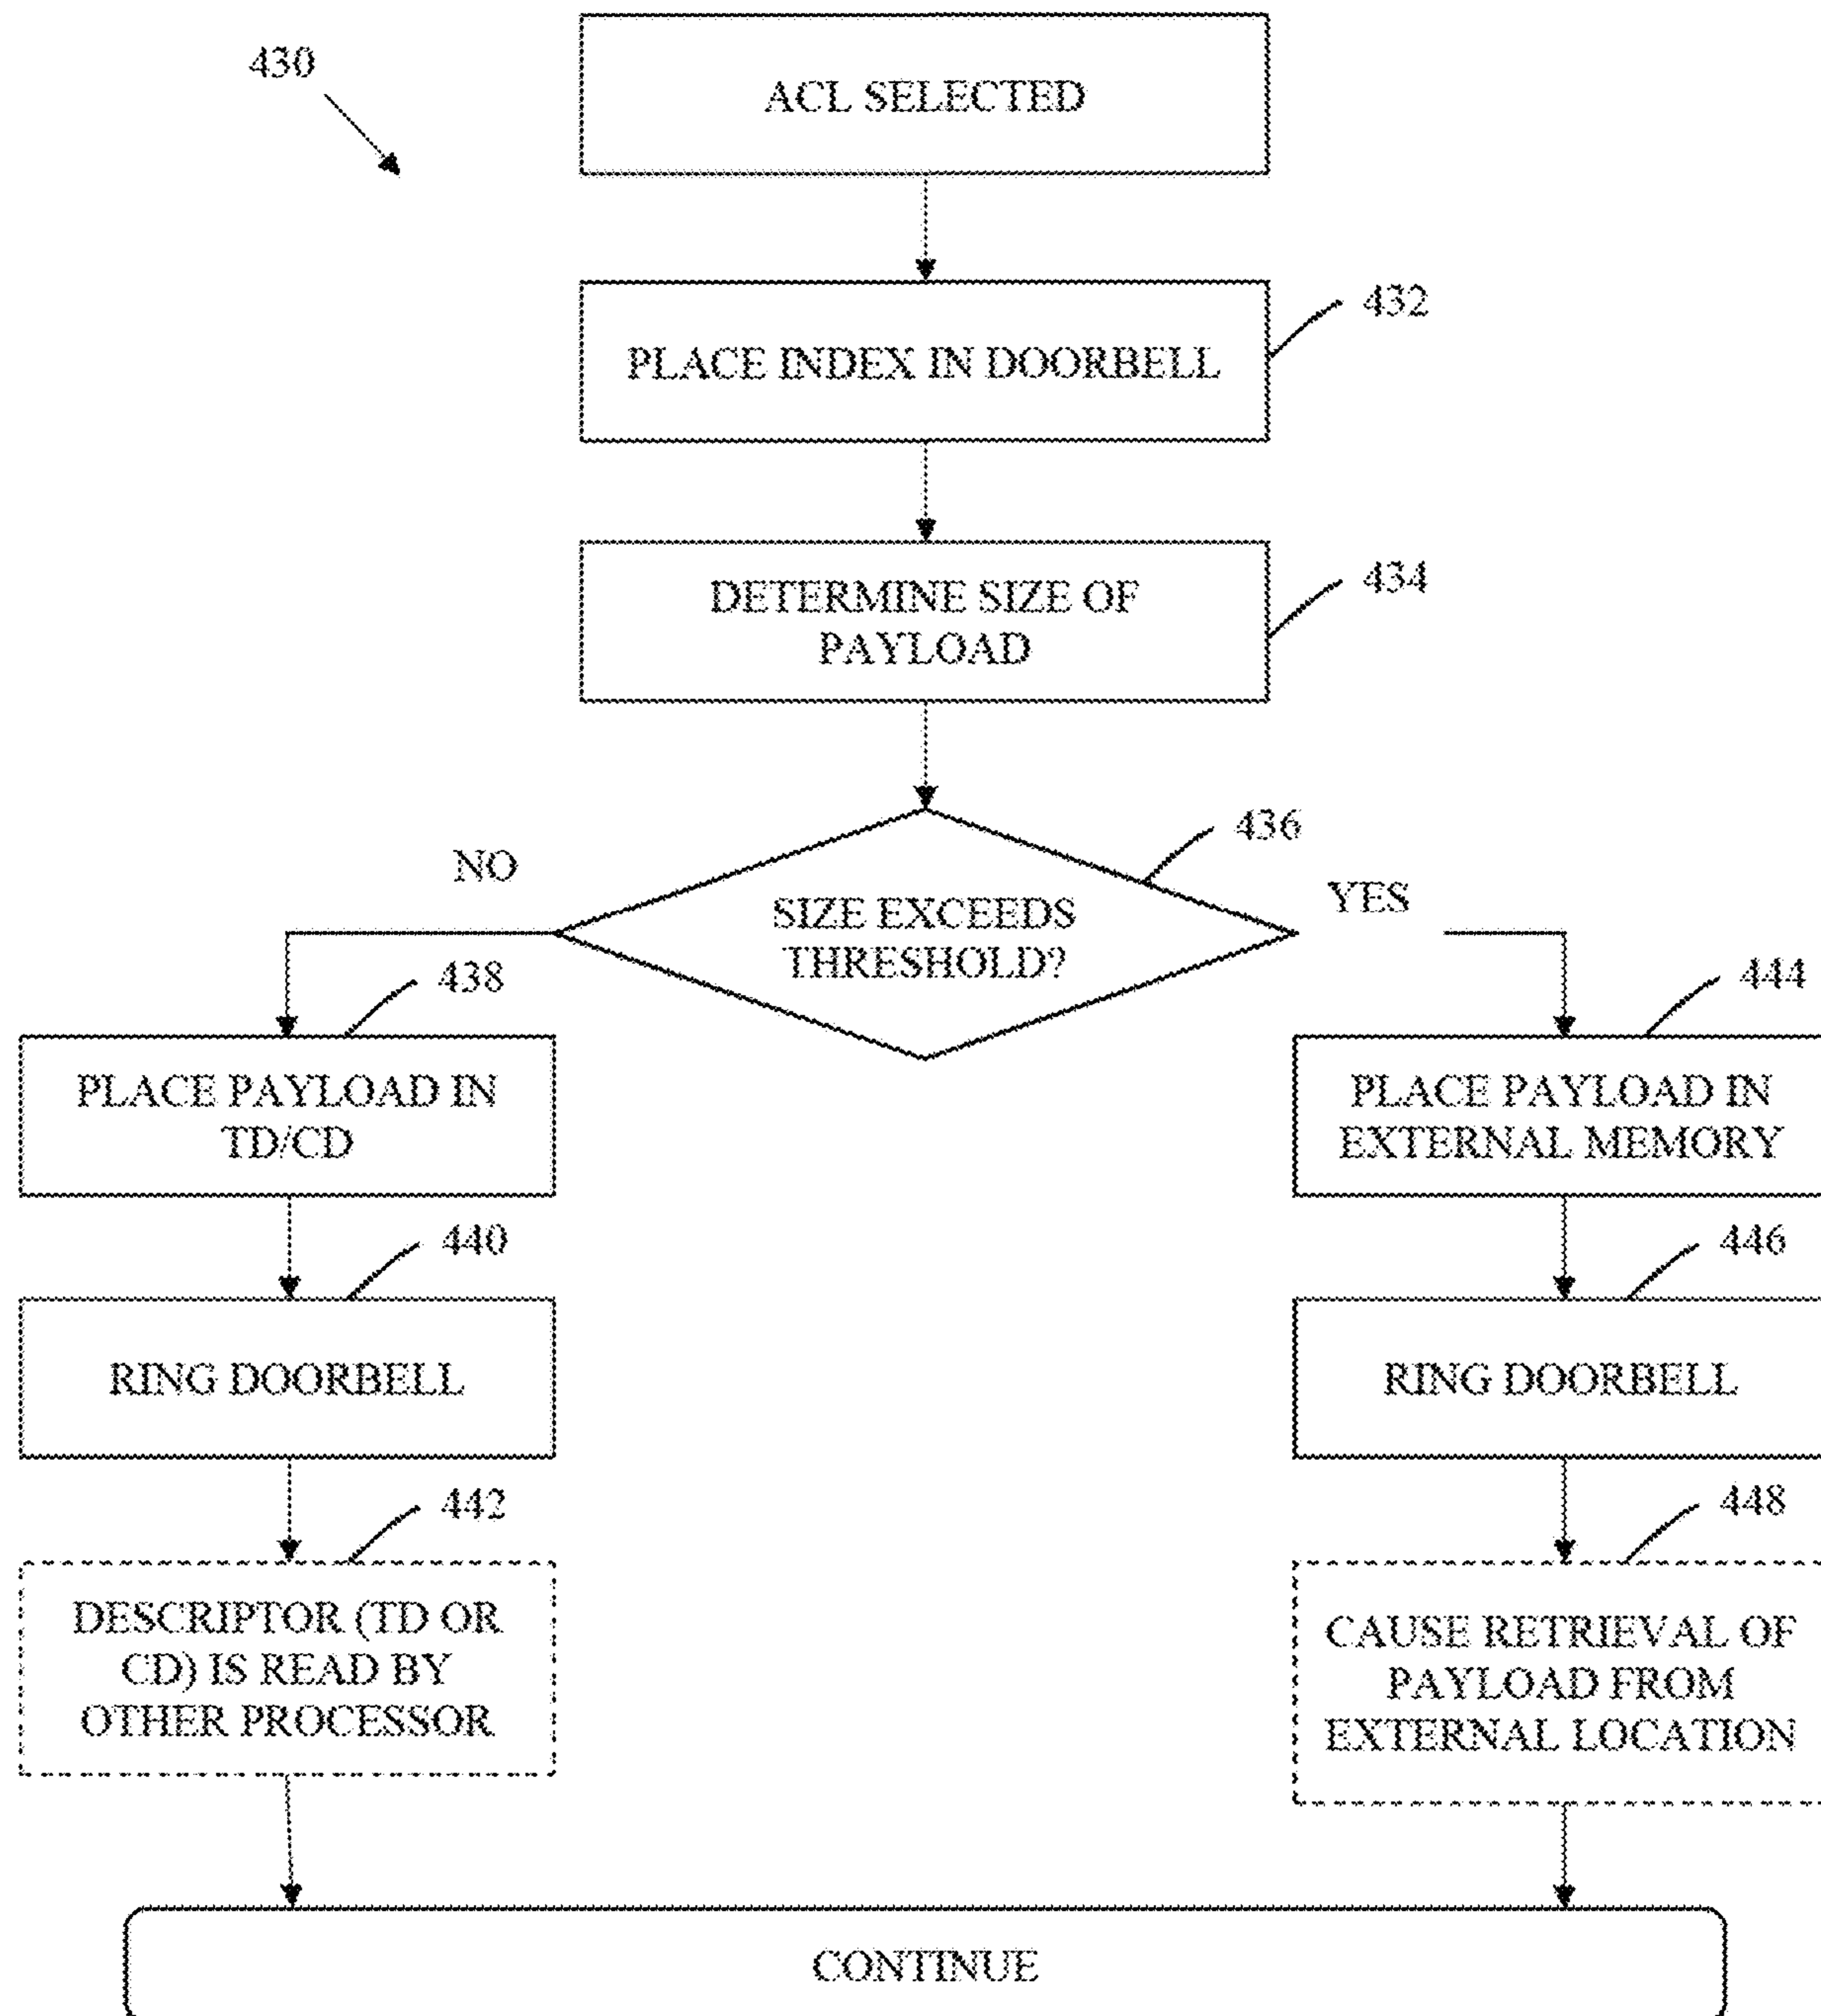 430
ACL SELECTED
PLACE INDEX IN DOORBELL
432
DETERMINE SIZE OF
PAYLOAD
434
436
NO
SIZE EXCEEDS
THRESHOLD?
YES
438
PLACE PAYLOAD IN
TD/CD
444
PLACE PAYLOAD IN
EXTERNAL MEMORY
440
RING DOORBELL
446
RING DOORBELL
442
DESCRIPTOR (TD OR
CD) IS READ BY
OTHER PROCESSOR
448
CAUSE RETRIEVAL OF
PAYLOAD FROM
EXTERNAL LOCATION
CONTINUE